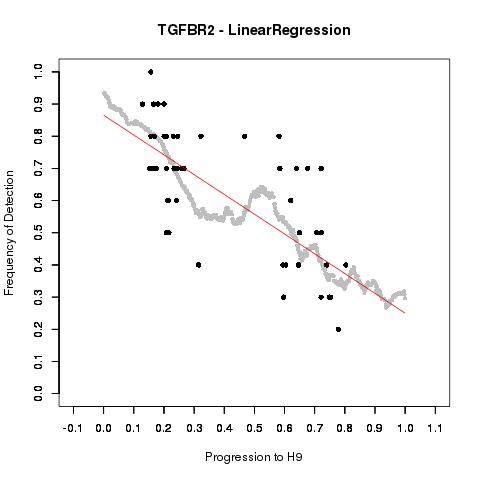 TGFBR2 - LinearRegression
Frequency of Detection
1.0
0.9
0.8
0.7
0.6
0.5
0.4
0.3
0.2
0.1
0.0
-0.1 0.0 0.1 0.2 0.3 0.4 0.5 0.6 0.7 0.8 0.9 1.0 1.1
Progression to H9